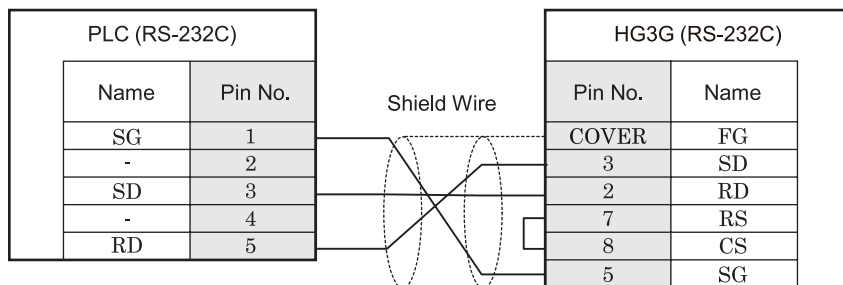 PLC (RS-232C)
HG3G (RS-232C)
Name Pin No.
Shield Wire
Pin No. Name
SG 1
COVER FG
- 2
3 SD
SD 3
2 RD
- 4
7 RS
RD 5
8 CS
5 SG